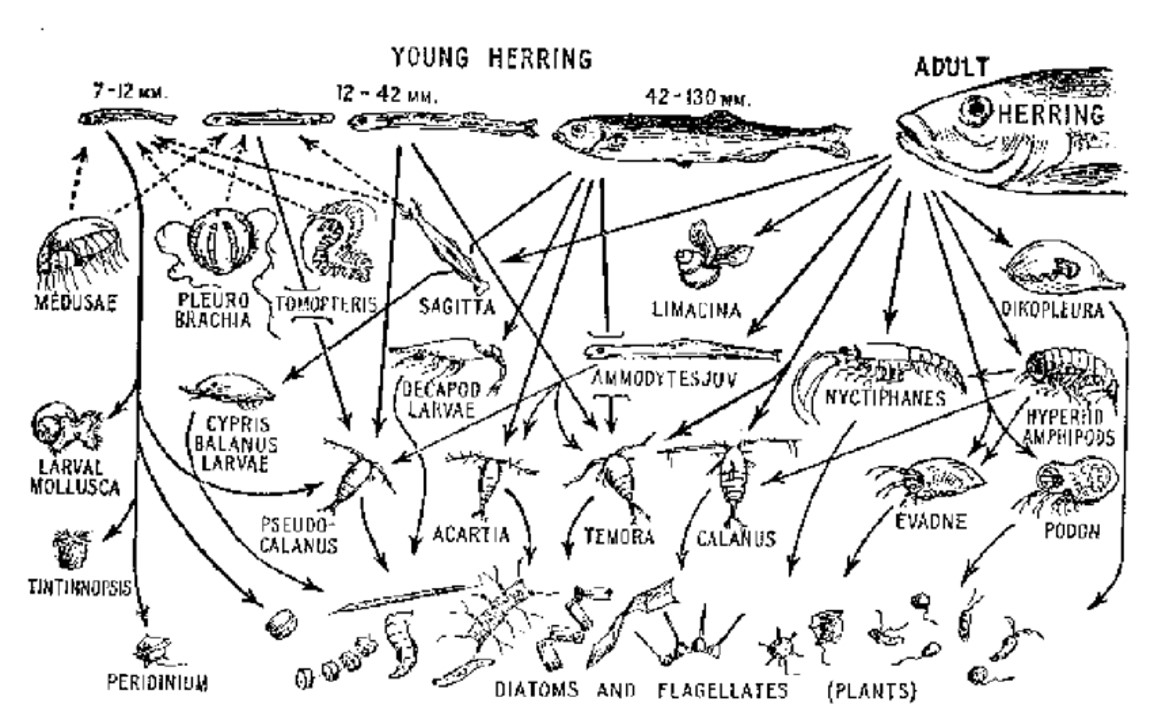 YOUNG HERRING
ADULT
HERRING
7-12 MM.
12-42 MM.
42-130 MM.
MEDUSAE
PLEURO
BRACHIA
TOMOPTERIS
SAGITTA
LIMACINA
OIKOPLEURA
DECAPOD
LARVAE
AMMODYTES JUV
NYCTIPHANES
HYPERIID
AMPHIPODS
CYPRIS
BALANUS
LARVAE
LARVAL
MOLLUSCA
PSEUDO-
CALANUS
ACARTIA
TEMORA
CALANUS
EVADNE
PODON
TINTINNOPSIS
PERIDINIUM
DIATOMS AND FLAGELLATES (PLANTS)